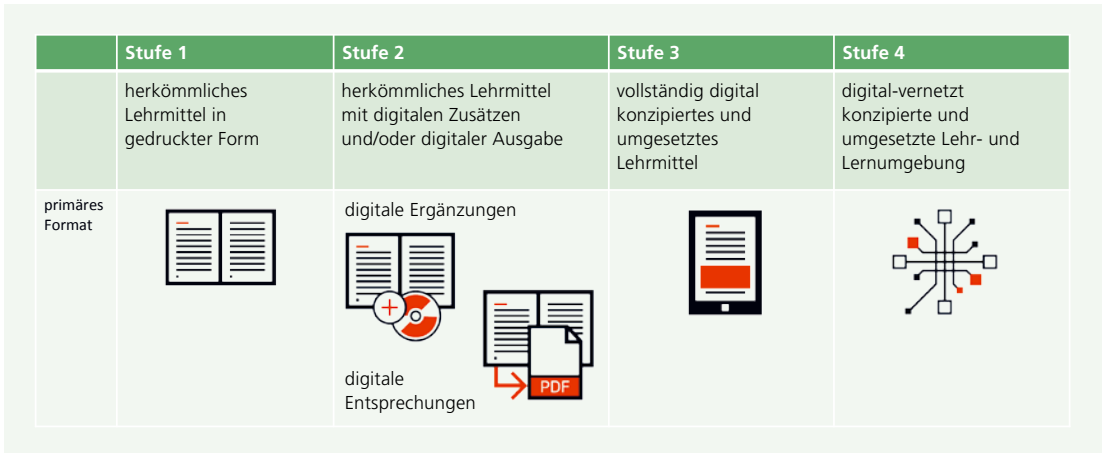 Stufe 1
Stufe 2
Stufe 3
Stufe 4
herkömmliches
Lehrmittel in
gedruckter Form
herkömmliches Lehrmittel
mit digitalen Zusätzen
und/oder digitaler Ausgabe
vollständig digital
konzipiertes und
umgesetztes
Lehrmittel
digital-vernetzt
konzipierte und
umgesetzte Lehr- und
Lernumgebung
primäres
Format
digitale Ergänzungen
digitale
Entsprechungen
PDF